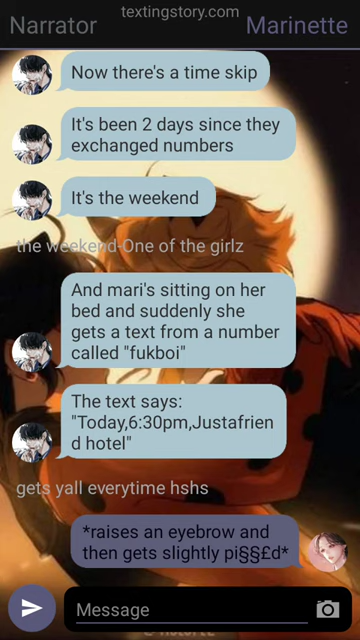 textingstory.com
Narrator
Marinette
Now there's a time skip
It's been 2 days since they
exchanged numbers
It's the weekend
the weekend-One of the girlz
And mari's sitting on her
bed and suddenly she
gets a text from a number
called "fukboi"
The text says:
"Today,6:30pm,Justafrien
d hotel"
gets yall everytime hshs
*raises an eyebrow and
then gets slightly pi§§£d*
Message